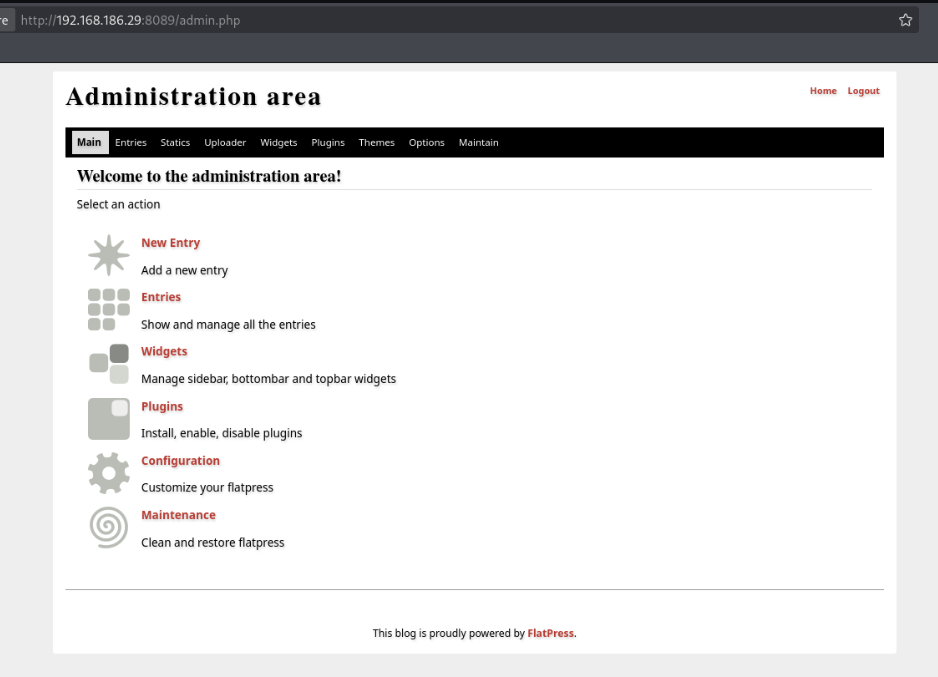 re http://192.168.186.29:8089/admin.php
Administration area
Home Logout
Main Entries Statics Uploader Widgets Plugins Themes Options Maintain
Welcome to the administration area!
Select an action
New Entry
Add a new entry
Entries
Show and manage all the entries
Widgets
Manage sidebar, bottombar and topbar widgets
Plugins
Install, enable, disable plugins
Configuration
Customize your flatpress
Maintenance
Clean and restore flatpress
This blog is proudly powered by FlatPress.